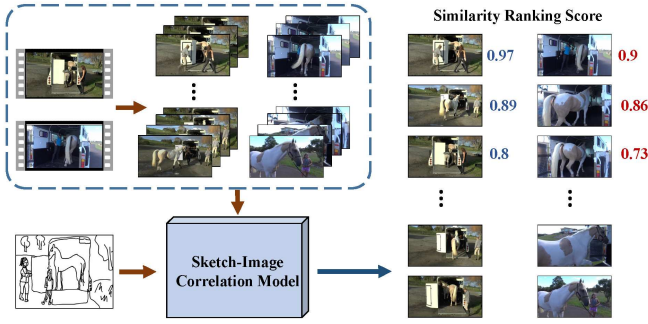 Similarity Ranking Score
0.97
0.9
0.89
0.86
0.8
0.73
Sketch-Image
Correlation Model